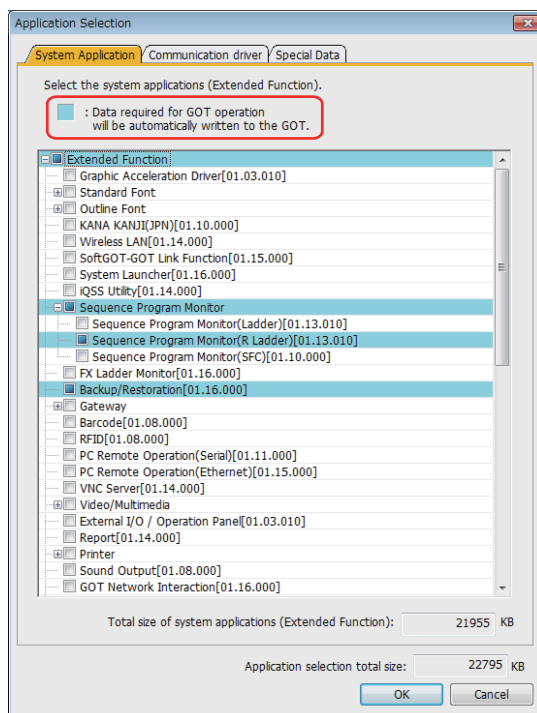 Application Selection
System Application Communication driver Special Data
Select the system applications (Extended Function).
: Data required for GOT operation
will be automatically written to the GOT.
Extended Function
Graphic Acceleration Driver[01.03.010]
Standard Font
Outline Font
KANA KANJI(JPN)[01.10.000]
Wireless LAN[01.14.000]
SoftGOT-GOT Link Function[01.15.000]
System Launcher[01.16.000]
iQSS Utility[01.14.000]
Sequence Program Monitor
Sequence Program Monitor(Ladder)[01.13.010]
Sequence Program Monitor(R Ladder)[01.13.010]
Sequence Program Monitor(SFC)[01.10.000]
FX Ladder Monitor[01.16.000]
Backup/Restoration[01.16.000]
Gateway
Barcode[01.08.000]
RFID[01.08.000]
PC Remote Operation(Serial)[01.11.000]
PC Remote Operation(Ethernet)[01.15.000]
VNC Server[01.14.000]
Video/Multimedia
External I/O / Operation Panel[01.03.010]
Report[01.14.000]
Printer
Sound Output[01.08.000]
GOT Network Interaction[01.16.000]
Total size of system applications (Extended Function): 21955 KB
Application selection total size: 22795 KB
OK Cancel